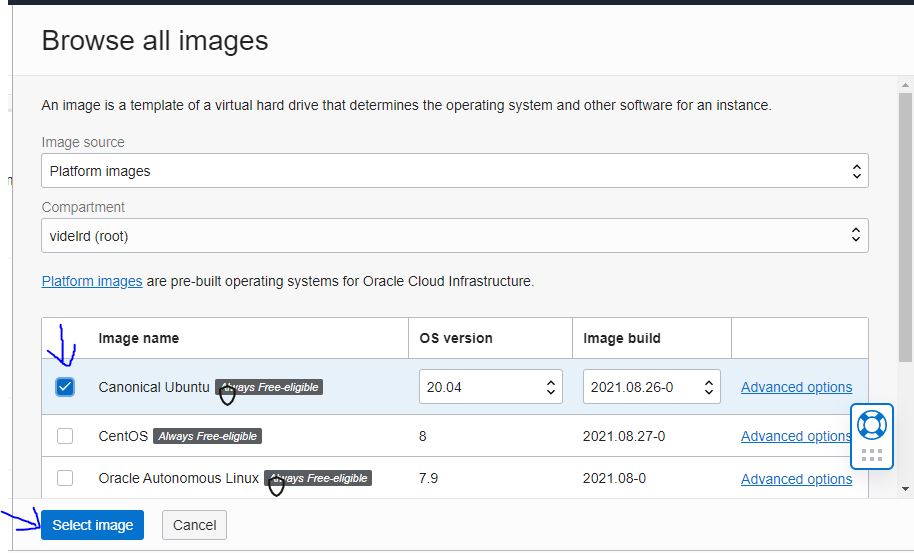 Browse all images
An image is a template of a virtual hard drive that determines the operating system and other software for an instance.
Image source
Platform images
Compartment
videlrd (root)
Platform images are pre-built operating systems for Oracle Cloud Infrastructure.
Image name OS version Image build
Canonical Ubuntu Always Free-eligible 20.04 2021.08.26-0 Advanced options
CentOS Always Free-eligible 8 2021.08.27-0 Advanced options
Oracle Autonomous Linux Always Free-eligible 7.9 2021.08-0 Advanced options
Select image Cancel